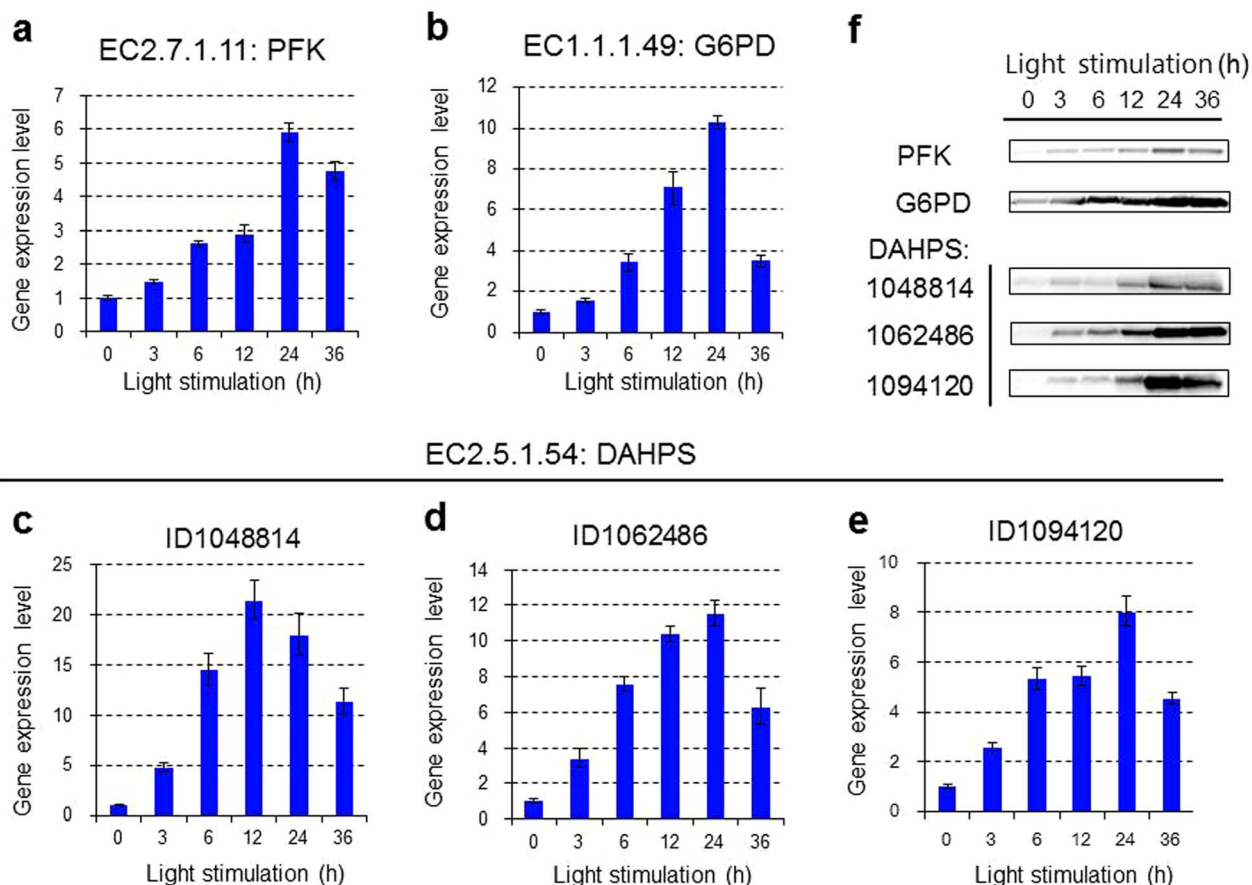 a
EC2.7.1.11: PFK
Gene expression level
7
6
5
4
3
2
1
0
0 3 6 12 24 36
Light stimulation (h)
b
EC1.1.1.49: G6PD
Gene expression level
12
10
8
6
4
2
0
0 3 6 12 24 36
Light stimulation (h)
f
Light stimulation (h)
0 3 6 12 24 36
PFK
G6PD
DAHPS:
1048814
1062486
1094120
EC2.5.1.54: DAHPS
c
ID1048814
Gene expression level
25
20
15
10
5
0
0 3 6 12 24 36
Light stimulation (h)
d
ID1062486
Gene expression level
14
12
10
8
6
4
2
0
0 3 6 12 24 36
Light stimulation (h)
e
ID1094120
Gene expression level
10
8
6
4
2
0
0 3 6 12 24 36
Light stimulation (h)